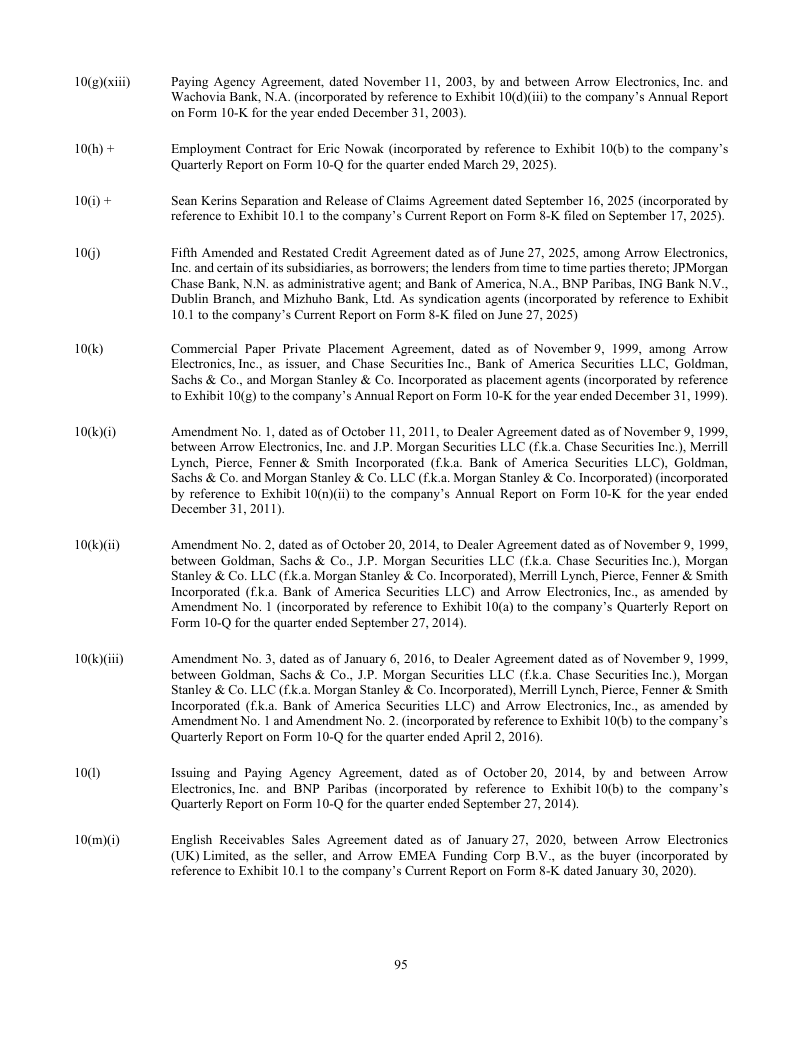 10(g)(xiii) Paying Agency Agreement, dated November 11, 2003, by and between Arrow Electronics, Inc. and
Wachovia Bank, N.A. (incorporated by reference to Exhibit 10(d)(iii) to the company’s Annual Report
on Form 10-K for the year ended December 31, 2003).
10(h) + Employment Contract for Eric Nowak (incorporated by reference to Exhibit 10(b) to the company’s
Quarterly Report on Form 10-Q for the quarter ended March 29, 2025).
10(i) + Sean Kerins Separation and Release of Claims Agreement dated September 16, 2025 (incorporated by
reference to Exhibit 10.1 to the company’s Current Report on Form 8-K filed on September 17, 2025).
10(j) Fifth Amended and Restated Credit Agreement dated as of June 27, 2025, among Arrow Electronics,
Inc. and certain of its subsidiaries, as borrowers; the lenders from time to time parties thereto; JPMorgan
Chase Bank, N.N. as administrative agent; and Bank of America, N.A., BNP Paribas, ING Bank N.V.,
Dublin Branch, and Mizuho Bank, Ltd. As syndication agents (incorporated by reference to Exhibit
10.1 to the company’s Current Report on Form 8-K filed on June 27, 2025)
10(k) Commercial Paper Private Placement Agreement, dated as of November 9, 1999, among Arrow
Electronics, Inc., as issuer, and Chase Securities Inc., Bank of America Securities LLC, Goldman,
Sachs & Co., and Morgan Stanley & Co. Incorporated as placement agents (incorporated by reference
to Exhibit 10(g) to the company’s Annual Report on Form 10-K for the year ended December 31, 1999).
10(k)(i) Amendment No. 1, dated as of October 11, 2011, to Dealer Agreement dated as of November 9, 1999,
between Arrow Electronics, Inc. and J.P. Morgan Securities LLC (f.k.a. Chase Securities Inc.), Merrill
Lynch, Pierce, Fenner & Smith Incorporated (f.k.a. Bank of America Securities LLC), Goldman,
Sachs & Co. and Morgan Stanley & Co. LLC (f.k.a. Morgan Stanley & Co. Incorporated) (incorporated
by reference to Exhibit 10(n)(ii) to the company’s Annual Report on Form 10-K for the year ended
December 31, 2011).
10(k)(ii) Amendment No. 2, dated as of October 20, 2014, to Dealer Agreement dated as of November 9, 1999,
between Goldman, Sachs & Co., J.P. Morgan Securities LLC (f.k.a. Chase Securities Inc.), Morgan
Stanley & Co. LLC (f.k.a. Morgan Stanley & Co. Incorporated), Merrill Lynch, Pierce, Fenner & Smith
Incorporated (f.k.a. Bank of America Securities LLC) and Arrow Electronics, Inc., as amended by
Amendment No. 1 (incorporated by reference to Exhibit 10(a) to the company’s Quarterly Report on
Form 10-Q for the quarter ended September 27, 2014).
10(k)(iii) Amendment No. 3, dated as of January 6, 2016, to Dealer Agreement dated as of November 9, 1999,
between Goldman, Sachs & Co., J.P. Morgan Securities LLC (f.k.a. Chase Securities Inc.), Morgan
Stanley & Co. LLC (f.k.a. Morgan Stanley & Co. Incorporated), Merrill Lynch, Pierce, Fenner & Smith
Incorporated (f.k.a. Bank of America Securities LLC) and Arrow Electronics, Inc., as amended by
Amendment No. 1 and Amendment No. 2. (incorporated by reference to Exhibit 10(b) to the company’s
Quarterly Report on Form 10-Q for the quarter ended April 2, 2016).
10(l) Issuing and Paying Agency Agreement, dated as of October 20, 2014, by and between Arrow
Electronics, Inc. and BNP Paribas (incorporated by reference to Exhibit 10(b) to the company’s
Quarterly Report on Form 10-Q for the quarter ended September 27, 2014).
10(m)(i) English Receivables Sales Agreement dated as of January 27, 2020, between Arrow Electronics
(UK) Limited, as the seller, and Arrow EMEA Funding Corp B.V., as the buyer (incorporated by
reference to Exhibit 10.1 to the company’s Current Report on Form 8-K dated January 30, 2020).
95